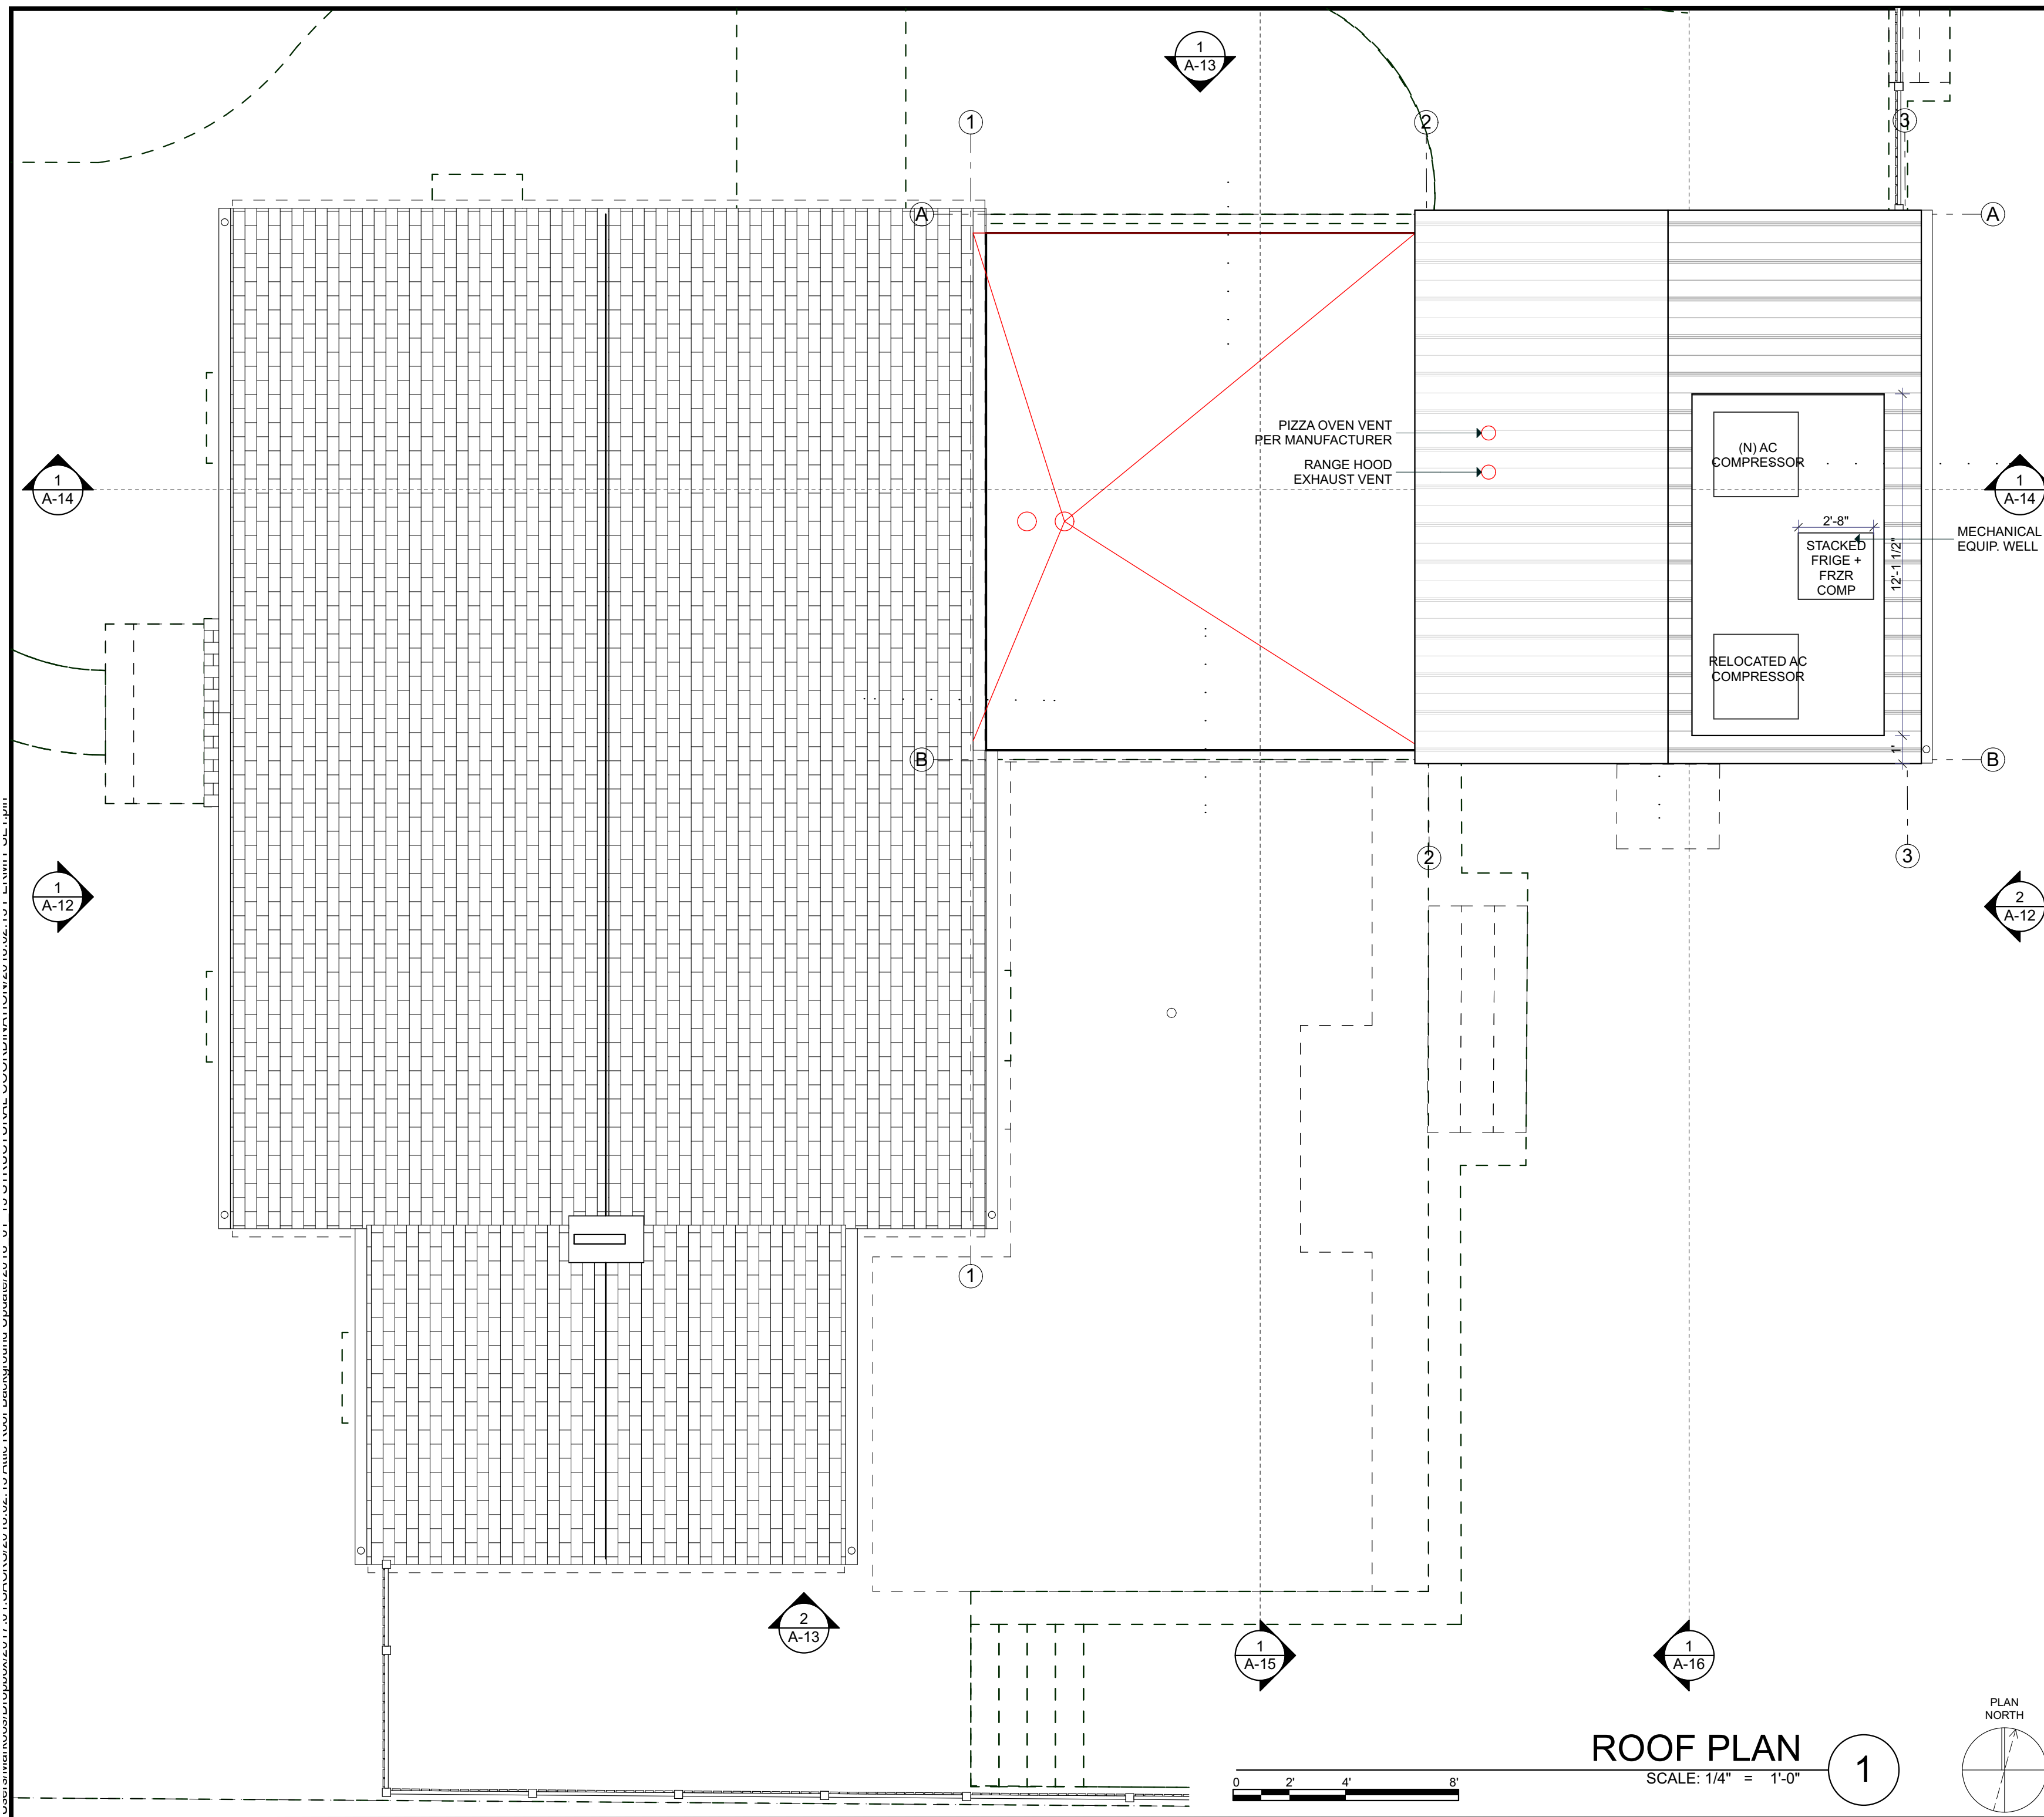 1
A-13
1
2
3
A
A
PIZZA OVEN VENT
PER MANUFACTURER
RANGE HOOD
EXHAUST VENT
(N) AC
COMPRESSOR
1
A-14
1
A-14
2'-8"
STACKED
FRIGE +
FRZR
COMP
12'-1 1/2"
MECHANICAL
EQUIP. WELL
RELOCATED AC
COMPRESSOR
1'
B
B
2
3
1
A-12
2
A-12
1
2
A-13
1
A-15
1
A-16
PLAN
NORTH
ROOF PLAN
1
SCALE: 1/4" = 1'-0"
0 2' 4' 8'